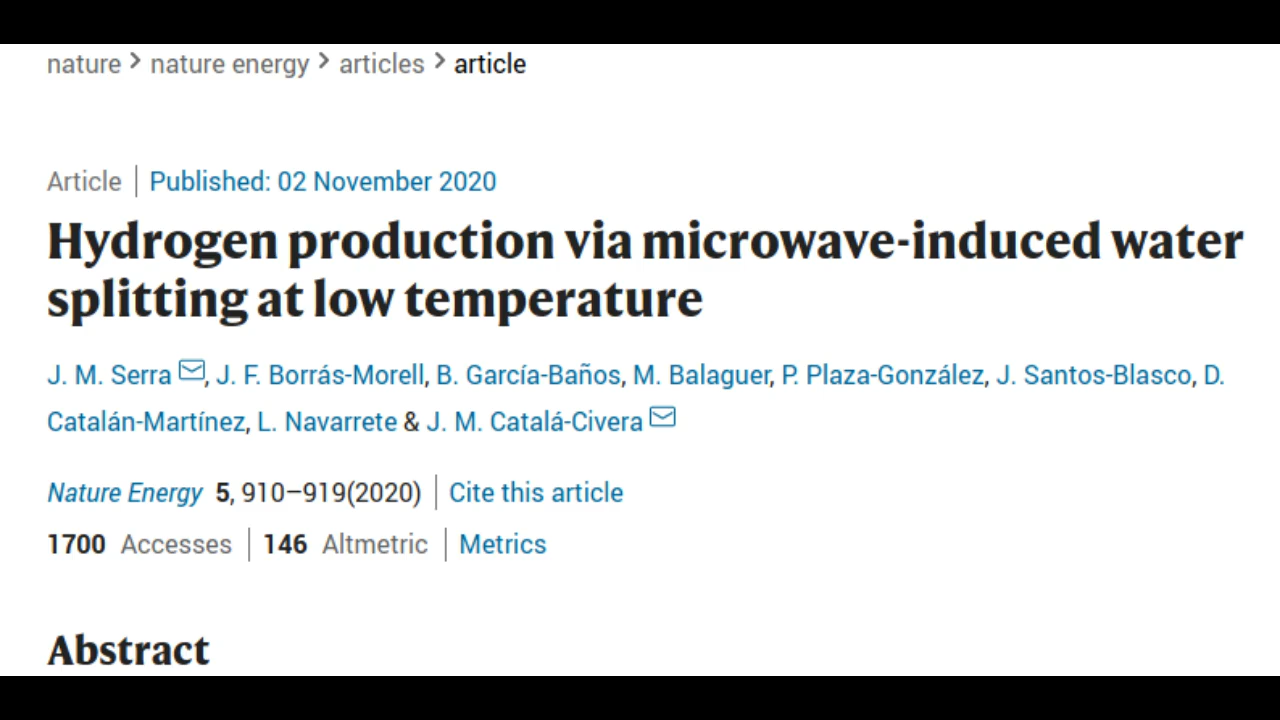 nature > nature energy > articles > article
Article | Published: 02 November 2020
Hydrogen production via microwave-induced water
splitting at low temperature
J. M. Serra, J. F. Borrás-Morell, B. García-Baños, M. Balaguer, P. Plaza-González, J. Santos-Blasco, D.
Catalán-Martínez, L. Navarrete & J. M. Catalá-Civera
Nature Energy 5, 910–919(2020) | Cite this article
1700 Accesses | 146 Altmetric | Metrics
Abstract